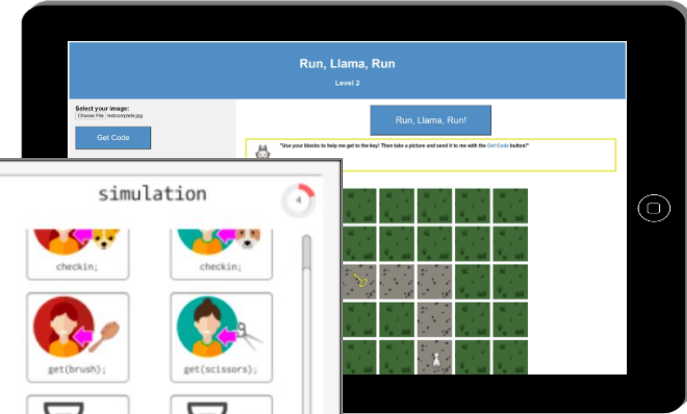 Run, Llama, Run
Level 2
Select your image:
Choose File testcomplete.jpg
Get Code
Run, Llama, Run!
"Use your blocks to help me get to the key! Then take a picture and send it to me with the Get Code button!"
simulation
4
checkin;
checkin;
get(brush);
get(scissors);